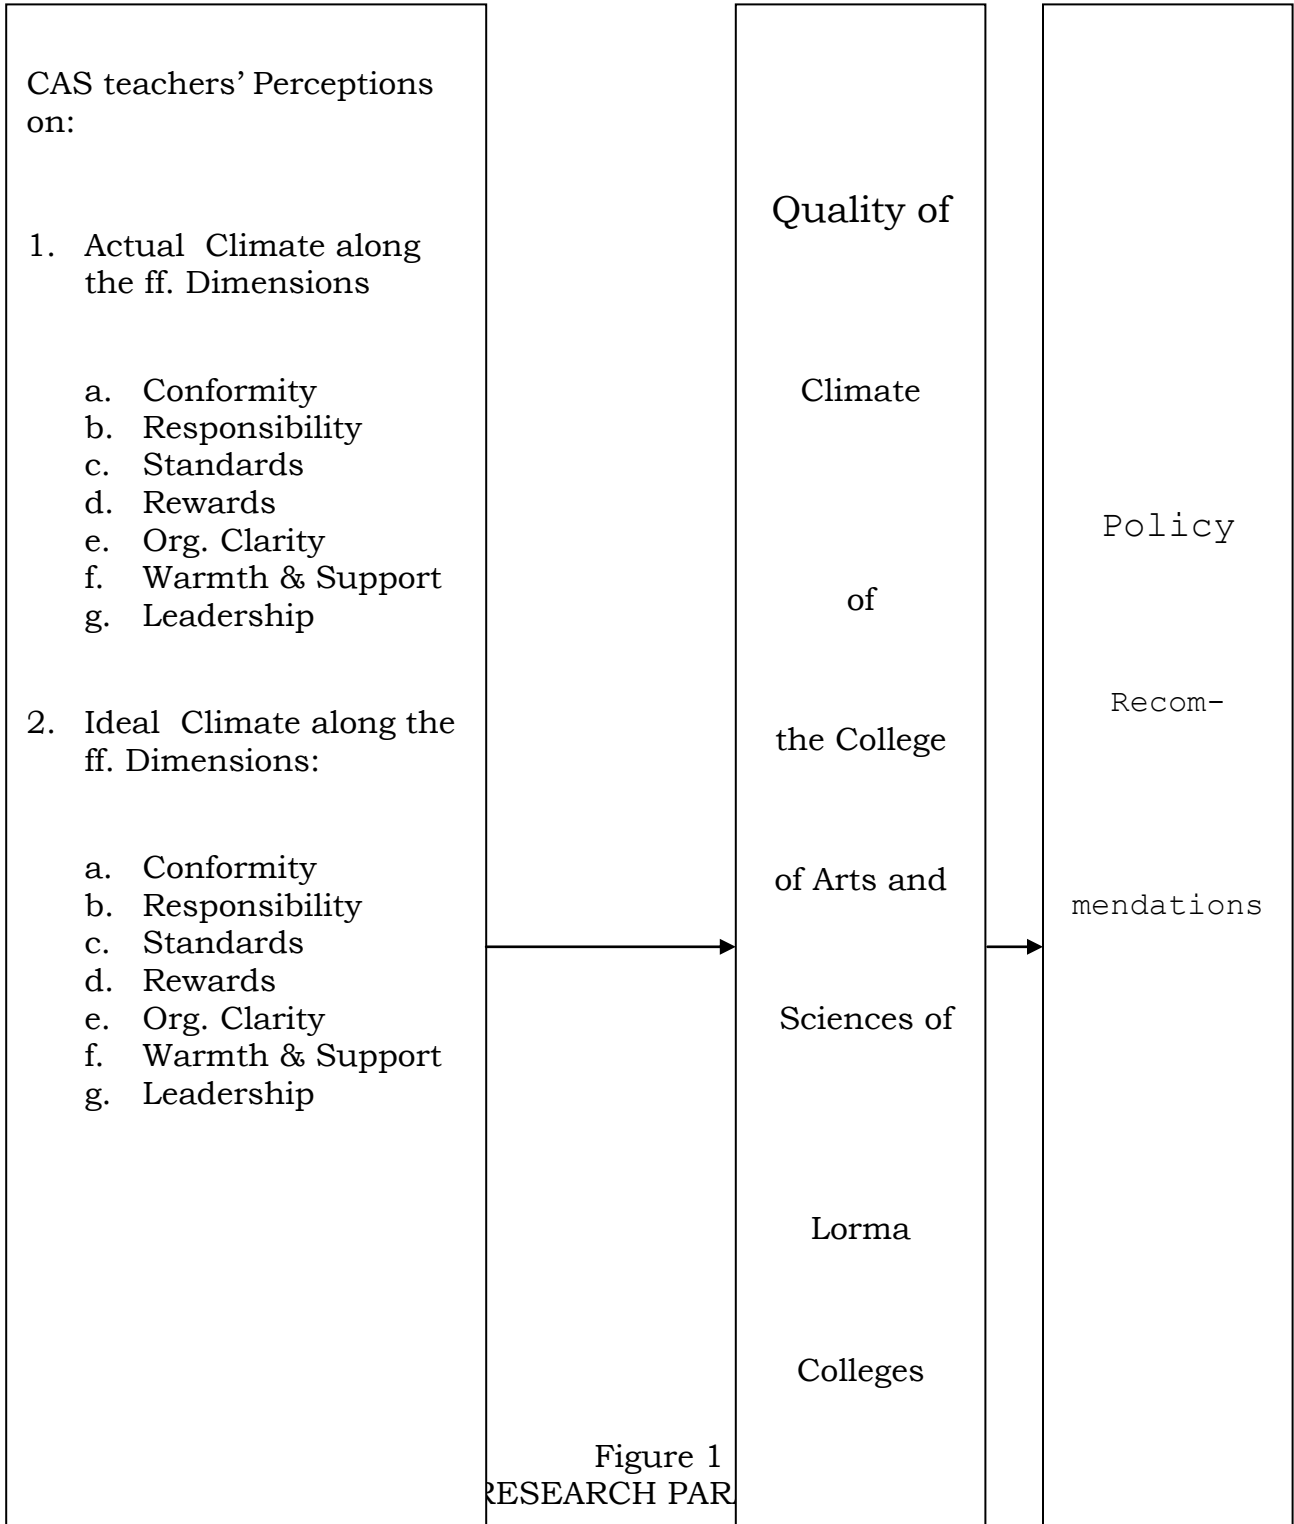 CAS teachers’ Perceptions
on:
1. Actual Climate along
the ff. Dimensions
a. Conformity
b. Responsibility
c. Standards
d. Rewards
e. Org. Clarity
f. Warmth & Support
g. Leadership
2. Ideal Climate along the
ff. Dimensions:
a. Conformity
b. Responsibility
c. Standards
d. Rewards
e. Org. Clarity
f. Warmth & Support
g. Leadership
Quality of
Climate
of
the College
of Arts and
Sciences of
Lorma
Colleges
Policy
Recom-
mendations
Figure 1
RESEARCH PAR